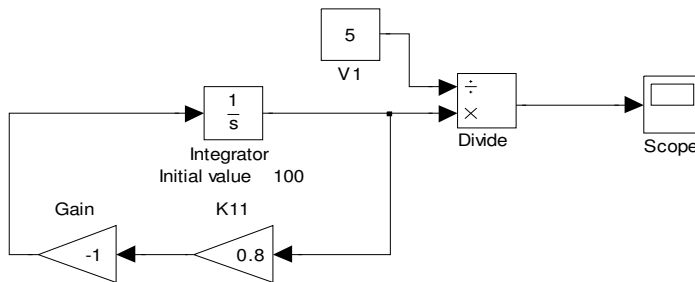 5
V1
÷
×
Divide
Scope
1
s
Integrator
Initial value 100
Gain
K11
-1
0.8